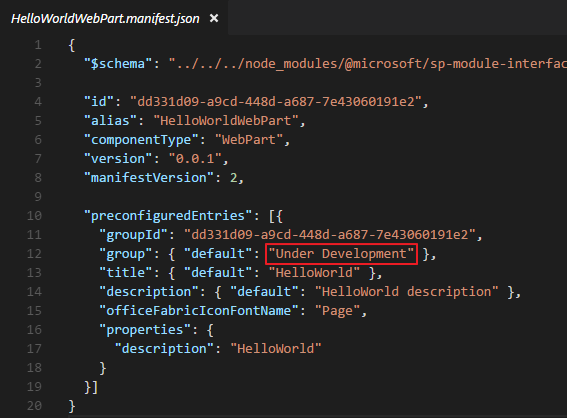 HelloWorldWebPart.manifest.json ×
1 {
2 "$schema": "../../../node_modules/@microsoft/sp-module-interfac
3
4 "id": "dd331d09-a9cd-448d-a687-7e43060191e2",
5 "alias": "HelloWorldWebPart",
6 "componentType": "WebPart",
7 "version": "0.0.1",
8 "manifestVersion": 2,
9
10 "preconfiguredEntries": [{
11 "groupId": "dd331d09-a9cd-448d-a687-7e43060191e2",
12 "group": { "default": "Under Development" },
13 "title": { "default": "HelloWorld" },
14 "description": { "default": "HelloWorld description" },
15 "officeFabricIconFontName": "Page",
16 "properties": {
17 "description": "HelloWorld"
18 }
19 }]
20 }